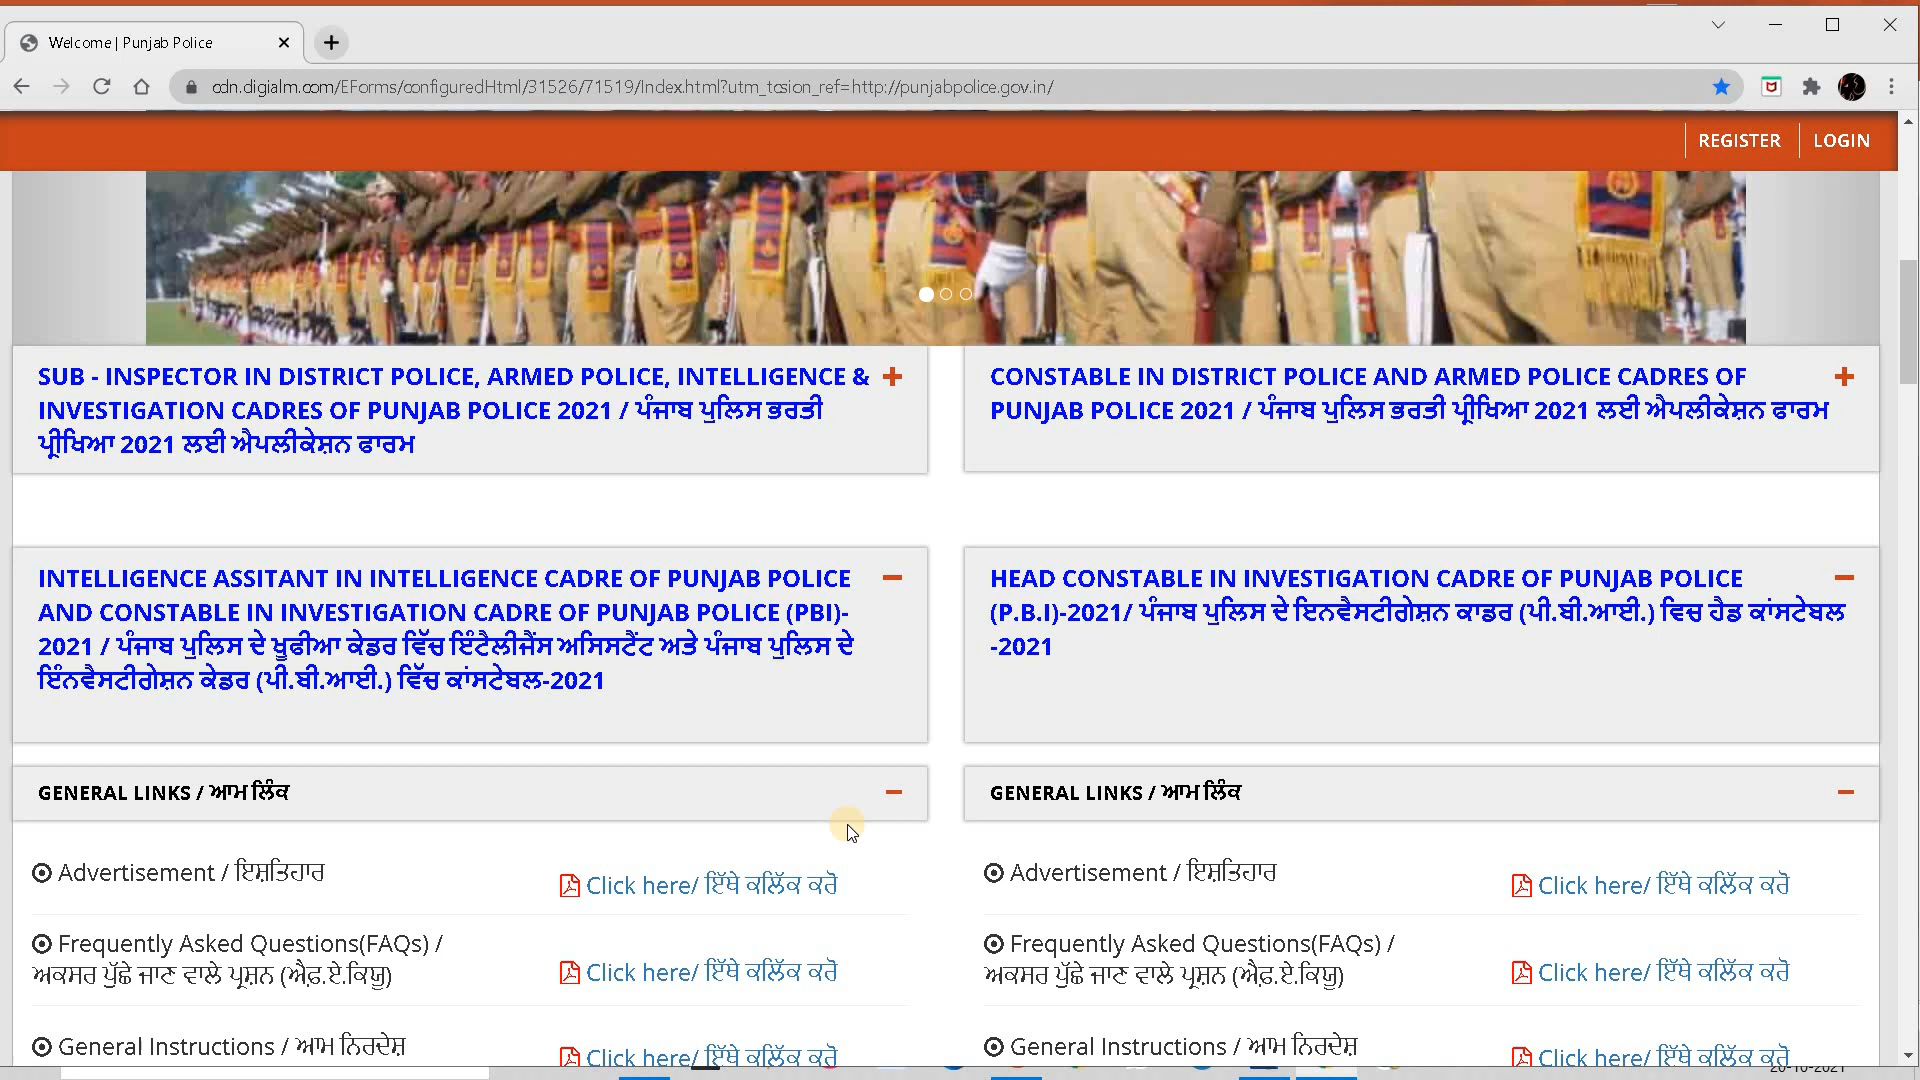 Welcome | Punjab Police
cdn.digialm.com/EForms/configuredHtml/31526/71519/Index.html?utm_tcsion_ref=http://punjabpolice.gov.in/
REGISTER
LOGIN
SUB - INSPECTOR IN DISTRICT POLICE, ARMED POLICE, INTELLIGENCE &
INVESTIGATION CADRES OF PUNJAB POLICE 2021 / ਪੰਜਾਬ ਪੁਲਿਸ ਭਰਤੀ
ਪ੍ਰੀਖਿਆ 2021 ਲਈ ਐਪਲੀਕੇਸ਼ਨ ਫਾਰਮ
CONSTABLE IN DISTRICT POLICE AND ARMED POLICE CADRES OF
PUNJAB POLICE 2021 / ਪੰਜਾਬ ਪੁਲਿਸ ਭਰਤੀ ਪ੍ਰੀਖਿਆ 2021 ਲਈ ਐਪਲੀਕੇਸ਼ਨ ਫਾਰਮ
INTELLIGENCE ASSITANT IN INTELLIGENCE CADRE OF PUNJAB POLICE
AND CONSTABLE IN INVESTIGATION CADRE OF PUNJAB POLICE (PBI)-
2021 / ਪੰਜਾਬ ਪੁਲਿਸ ਦੇ ਖੂਫੀਆ ਕੇਡਰ ਵਿੱਚ ਇੰਟੈਲੀਜੈਂਸ ਅਸਿਸਟੈਂਟ ਅਤੇ ਪੰਜਾਬ ਪੁਲਿਸ ਦੇ
ਇੰਨਵੈਸਟੀਗੇਸ਼ਨ ਕੇਡਰ (ਪੀ.ਬੀ.ਆਈ.) ਵਿੱਚ ਕਾਂਸਟੇਬਲ-2021
HEAD CONSTABLE IN INVESTIGATION CADRE OF PUNJAB POLICE
(P.B.I)-2021/ ਪੰਜਾਬ ਪੁਲਿਸ ਦੇ ਇਨਵੈਸਟੀਗੇਸ਼ਨ ਕਾਡਰ (ਪੀ.ਬੀ.ਆਈ.) ਵਿਚ ਹੈਡ ਕਾਂਸਟੇਬਲ
-2021
GENERAL LINKS / ਆਮ ਲਿੰਕ
Advertisement / ਇਸ਼ਤਿਹਾਰ
Click here/ ਇੱਥੇ ਕਲਿੱਕ ਕਰੋ
Frequently Asked Questions(FAQs) /
ਅਕਸਰ ਪੁੱਛੇ ਜਾਣ ਵਾਲੇ ਪ੍ਰਸ਼ਨ (ਐਫ਼.ਏ.ਕਿਯੂ)
Click here/ ਇੱਥੇ ਕਲਿੱਕ ਕਰੋ
General Instructions / ਆਮ ਨਿਰਦੇਸ਼
Click here/ ਇੱਥੇ ਕਲਿੱਕ ਕਰੋ
GENERAL LINKS / ਆਮ ਲਿੰਕ
Advertisement / ਇਸ਼ਤਿਹਾਰ
Click here/ ਇੱਥੇ ਕਲਿੱਕ ਕਰੋ
Frequently Asked Questions(FAQs) /
ਅਕਸਰ ਪੁੱਛੇ ਜਾਣ ਵਾਲੇ ਪ੍ਰਸ਼ਨ (ਐਫ਼.ਏ.ਕਿਯੂ)
Click here/ ਇੱਥੇ ਕਲਿੱਕ ਕਰੋ
General Instructions / ਆਮ ਨਿਰਦੇਸ਼
Click here/ ਇੱਥੇ ਕਲਿੱਕ ਕਰੋ
20-10-2021